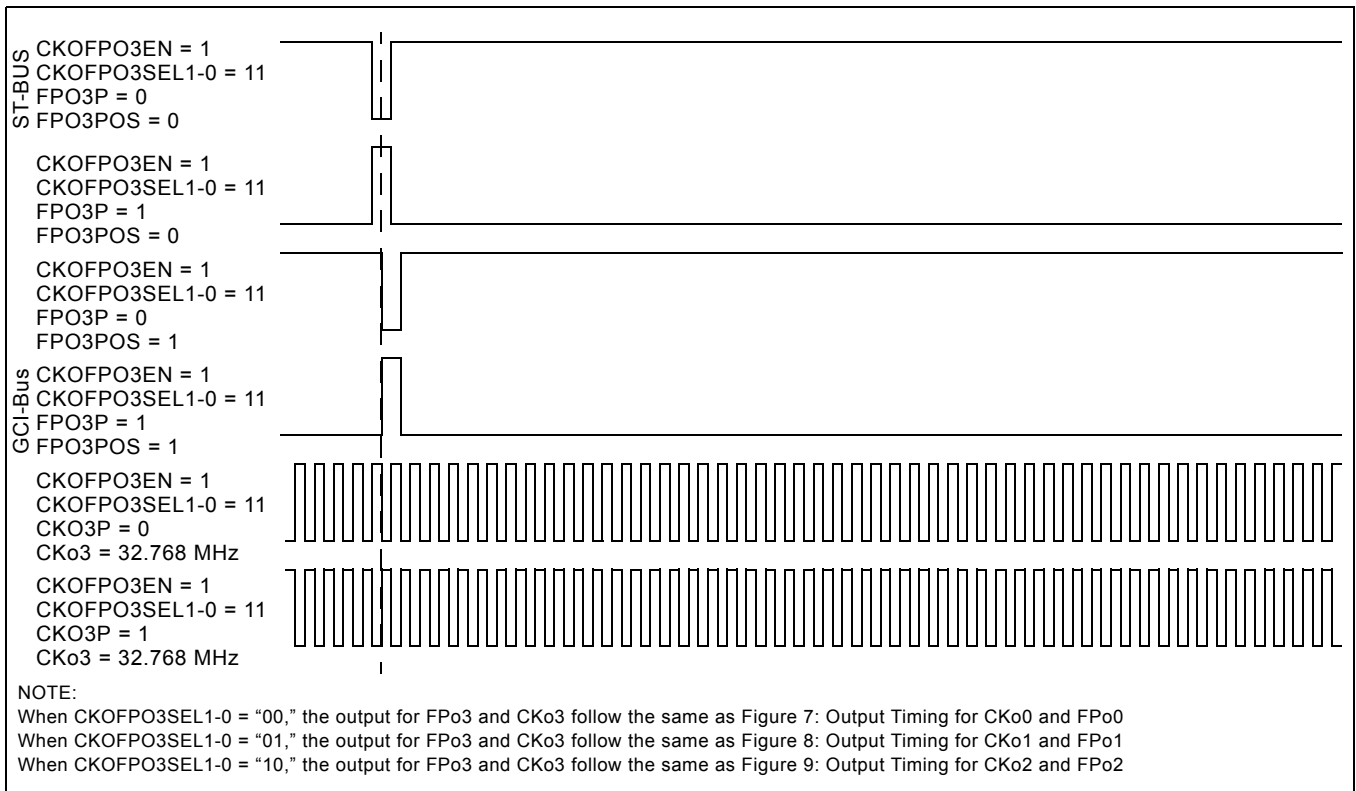 ST-BUS
CKOFPO3EN = 1
CKOFPO3SEL1-0 = 11
FPO3P = 0
FPO3POS = 0
CKOFPO3EN = 1
CKOFPO3SEL1-0 = 11
FPO3P = 1
FPO3POS = 0
CKOFPO3EN = 1
CKOFPO3SEL1-0 = 11
FPO3P = 0
FPO3POS = 1
GCI-Bus
CKOFPO3EN = 1
CKOFPO3SEL1-0 = 11
FPO3P = 1
FPO3POS = 1
CKOFPO3EN = 1
CKOFPO3SEL1-0 = 11
CKO3P = 0
CKo3 = 32.768 MHz
CKOFPO3EN = 1
CKOFPO3SEL1-0 = 11
CKO3P = 1
CKo3 = 32.768 MHz
NOTE:
When CKOFPO3SEL1-0 = “00,” the output for FPo3 and CKo3 follow the same as Figure 7: Output Timing for CKo0 and FPo0
When CKOFPO3SEL1-0 = “01,” the output for FPo3 and CKo3 follow the same as Figure 8: Output Timing for CKo1 and FPo1
When CKOFPO3SEL1-0 = “10,” the output for FPo3 and CKo3 follow the same as Figure 9: Output Timing for CKo2 and FPo2